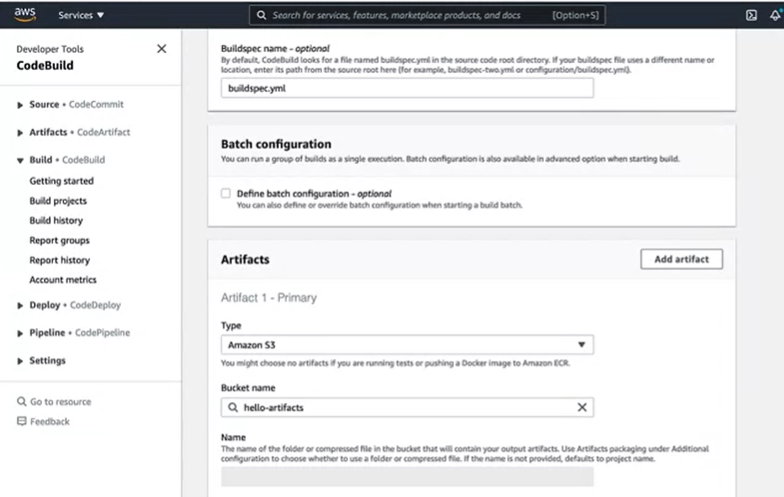 aws
Services ▼
Search for services, features, marketplace products, and docs [Option+S]
Developer Tools
CodeBuild
Source • CodeCommit
Artifacts • CodeArtifact
Build • CodeBuild
Getting started
Build projects
Build history
Report groups
Report history
Account metrics
Deploy • CodeDeploy
Pipeline • CodePipeline
Settings
Go to resource
Feedback
Buildspec name - optional
By default, CodeBuild looks for a file named buildspec.yml in the source code root directory. If your buildspec file uses a different name or
location, enter its path from the source root here (for example, buildspec-two.yml or configuration/buildspec.yml).
buildspec.yml
Batch configuration
You can run a group of builds as a single execution. Batch configuration is also available in advanced option when starting build.
Define batch configuration - optional
You can also define or override batch configuration when starting a build batch.
Artifacts
Add artifact
Artifact 1 - Primary
Type
Amazon S3
You might choose no artifacts if you are running tests or pushing a Docker image to Amazon ECR.
Bucket name
hello-artifacts
Name
The name of the folder or compressed file in the bucket that will contain your output artifacts. Use Artifacts packaging under Additional
configuration to choose whether to use a folder or compressed file. If the name is not provided, defaults to project name.